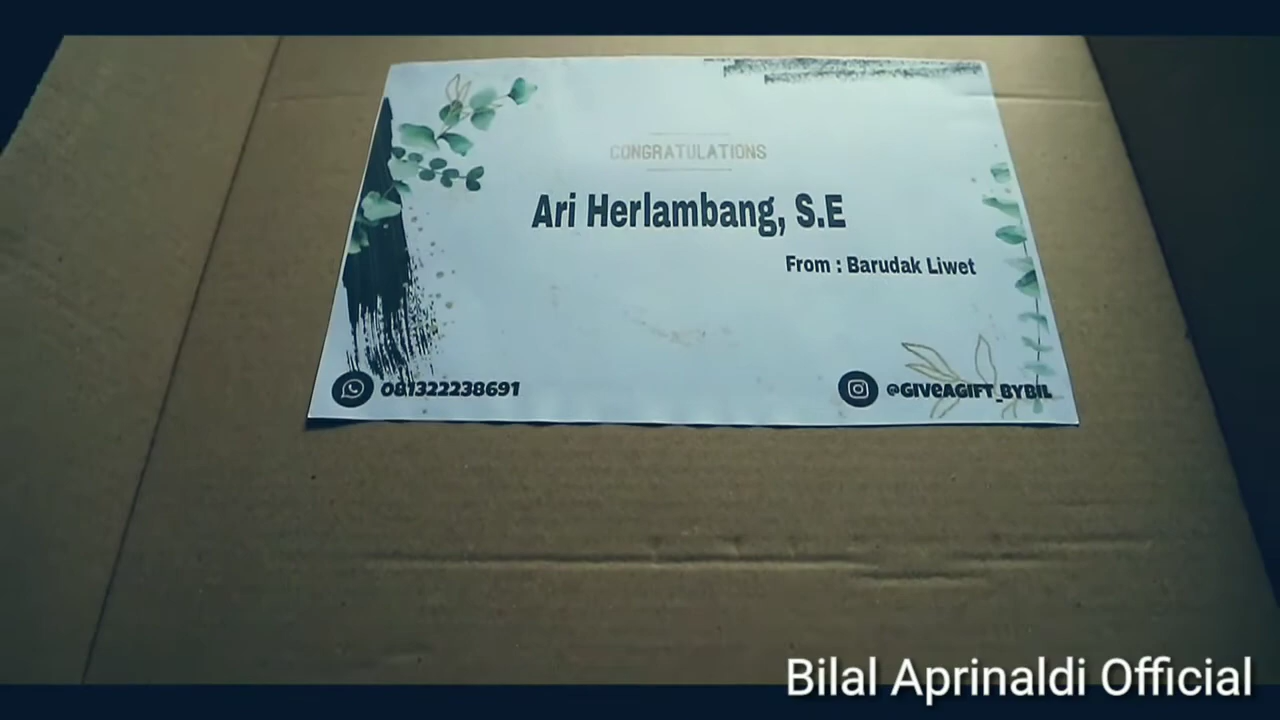 CONGRATULATIONS
Ari Herlambang, S.E
From : Barudak Liwet
081322238691
@GIVEAGIFT_BYBIL
Bilal Aprinaldi Official